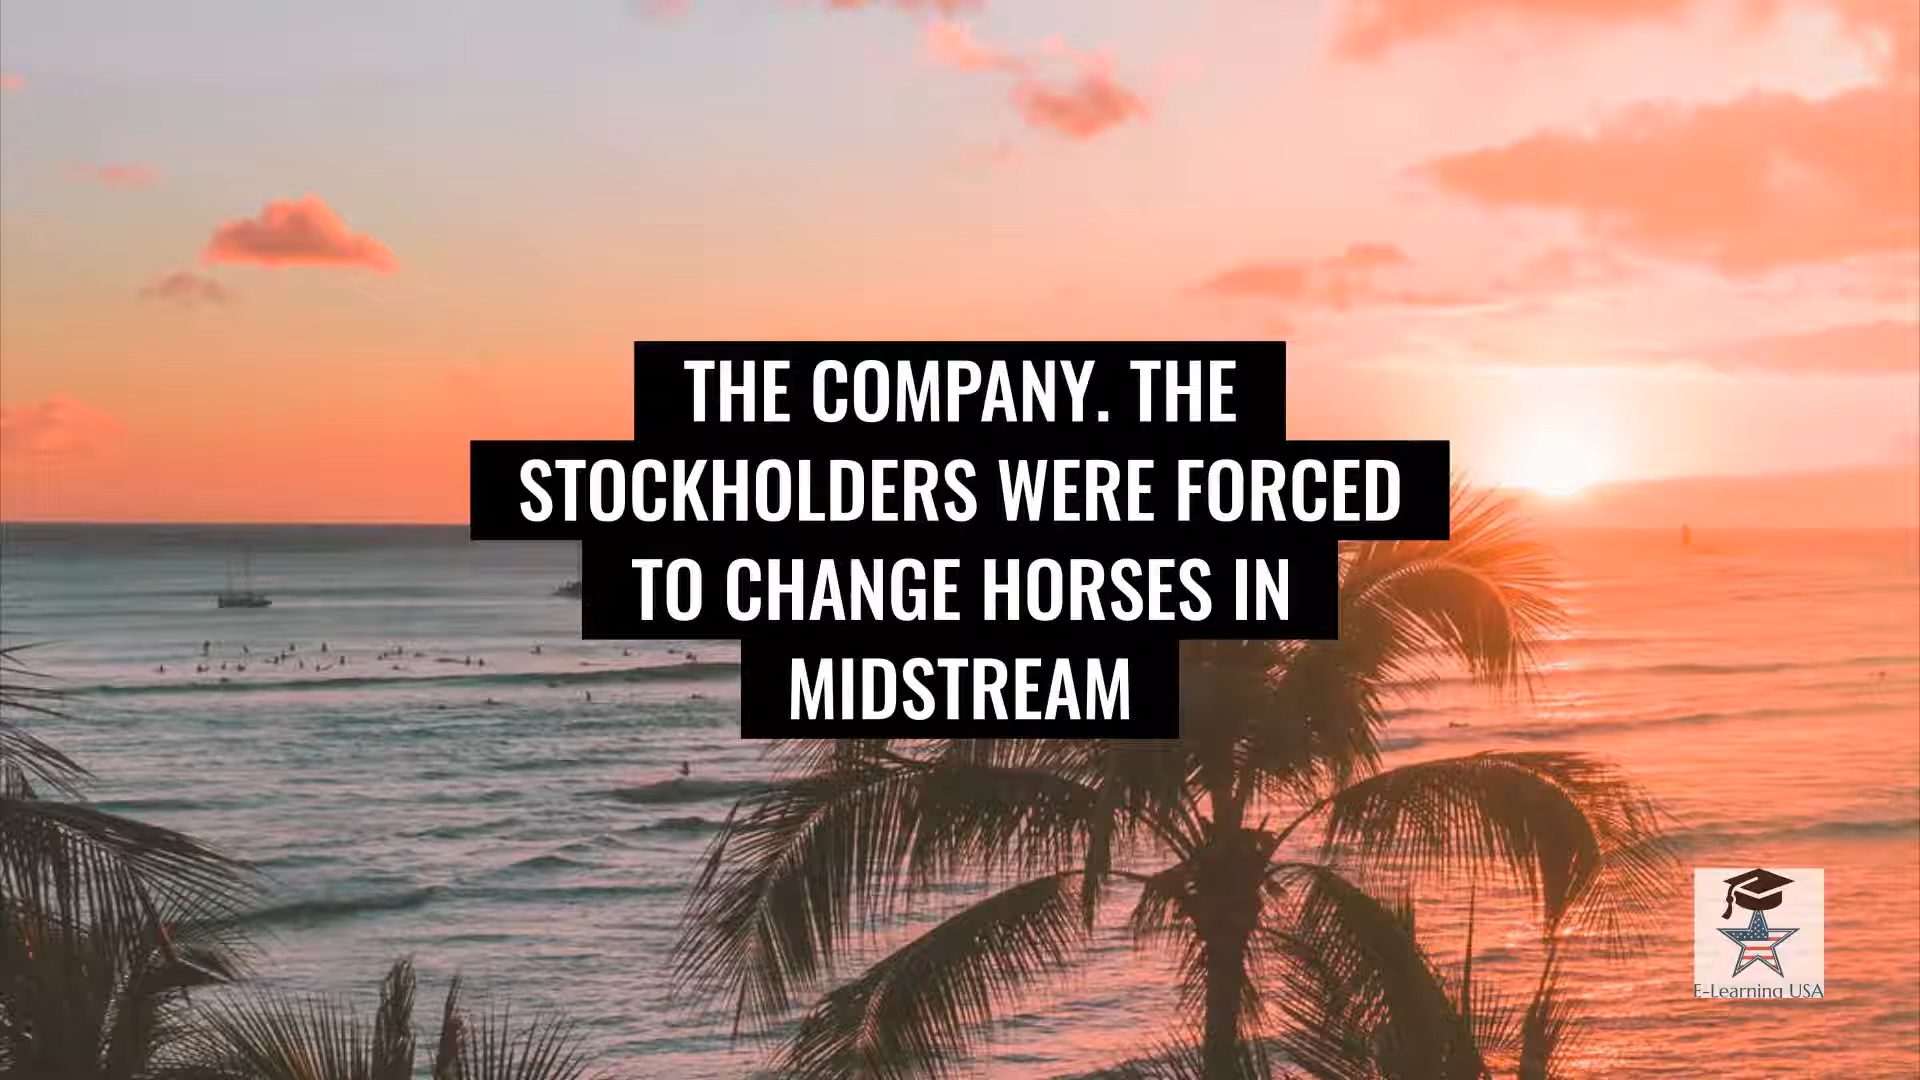 THE COMPANY. THE
STOCKHOLDERS WERE FORCED
TO CHANGE HORSES IN
MIDSTREAM
E-Learning USA